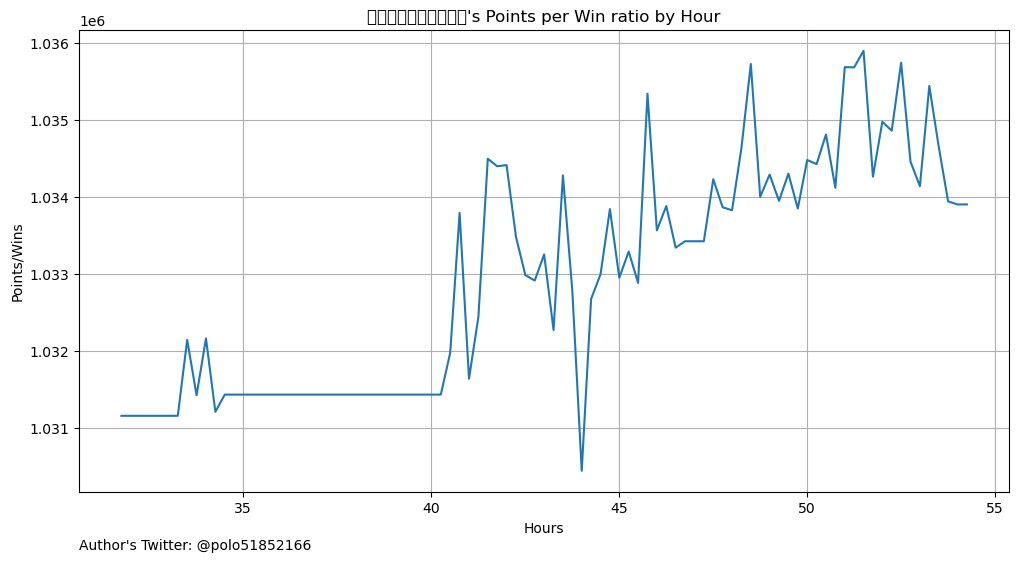 1e6
's Points per Win ratio by Hour
1.036
1.035
1.034
1.033
1.032
1.031
Points/Wins
35
40
45
50
55
Hours
Author's Twitter: @polo51852166